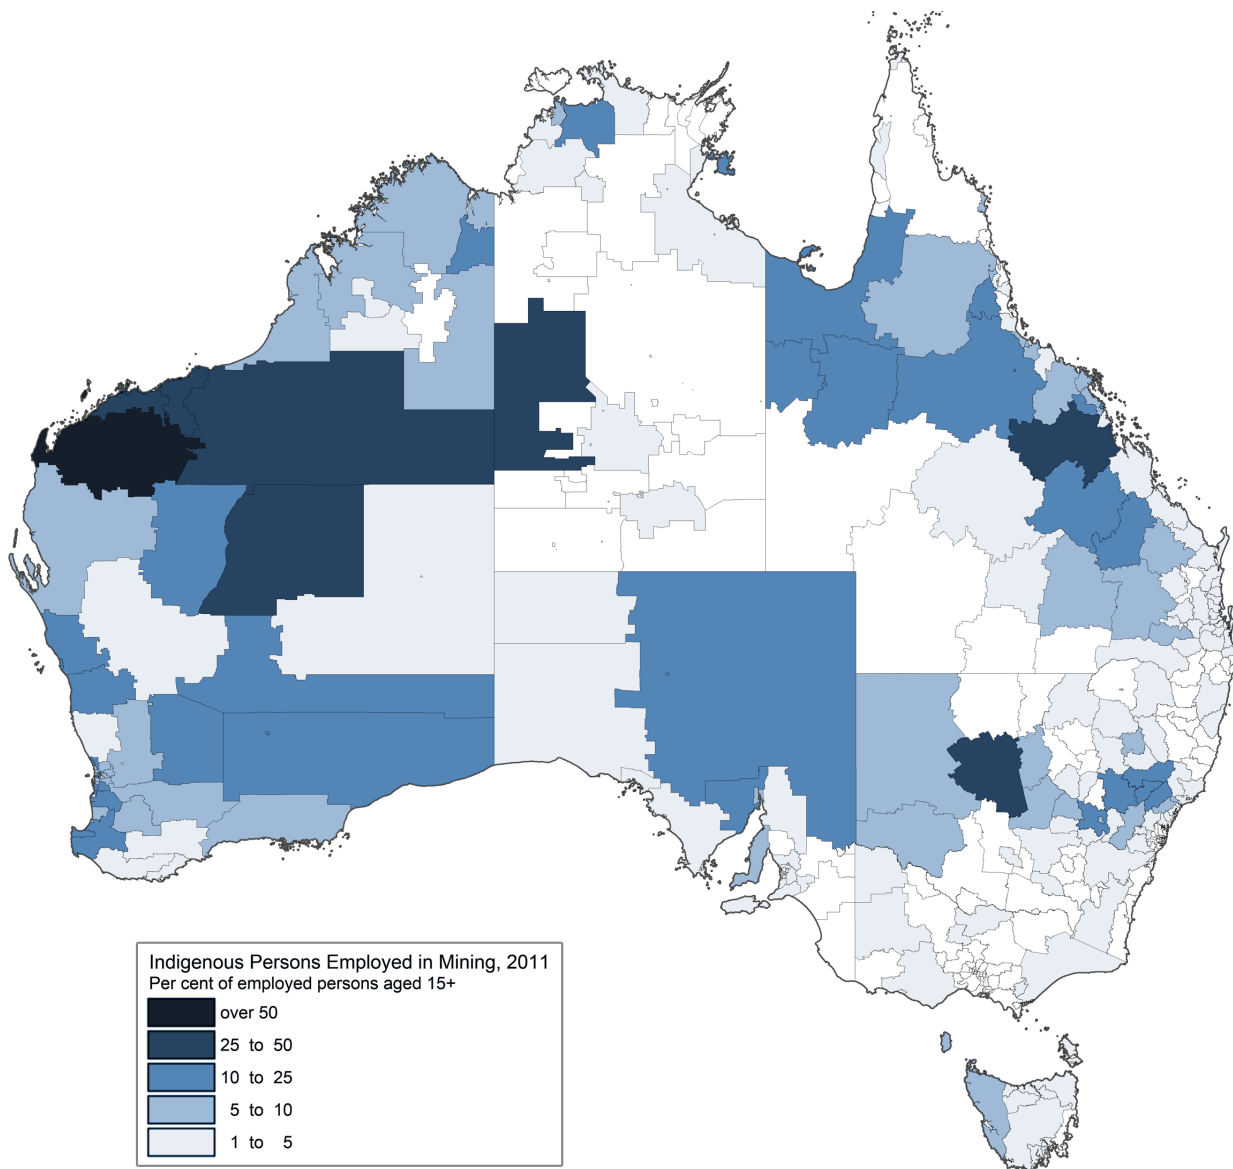 Indigenous Persons Employed in Mining, 2011
Per cent of employed persons aged 15+
over 50
25 to 50
10 to 25
5 to 10
1 to 5